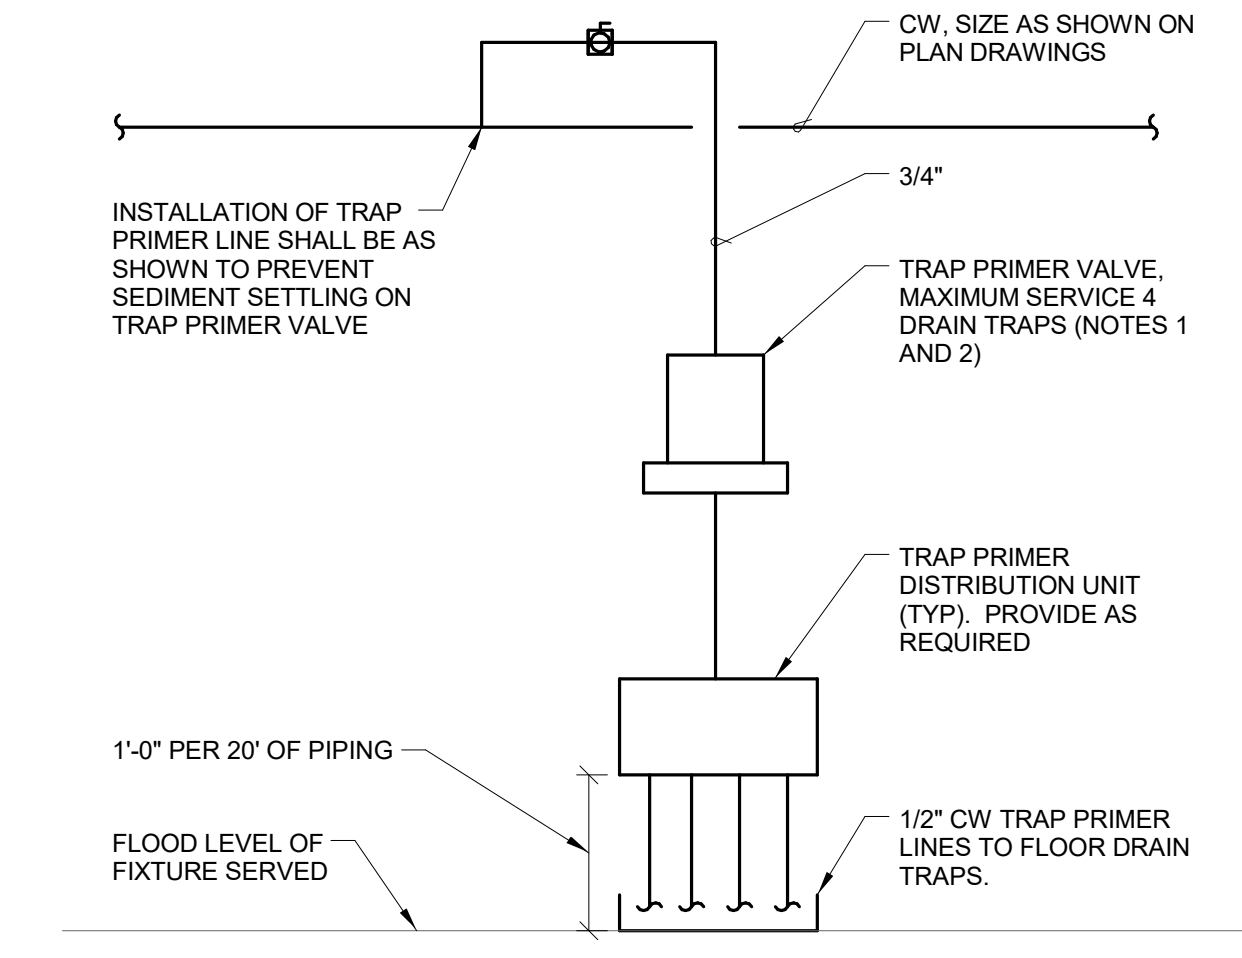 CW, SIZE AS SHOWN ON
PLAN DRAWINGS
3/4"
INSTALLATION OF TRAP
PRIMER LINE SHALL BE AS
SHOWN TO PREVENT
SEDIMENT SETTLING ON
TRAP PRIMER VALVE
TRAP PRIMER VALVE,
MAXIMUM SERVICE 4
DRAIN TRAPS (NOTES 1
AND 2)
TRAP PRIMER
DISTRIBUTION UNIT
(TYP).  PROVIDE AS
REQUIRED
1'-0" PER 20' OF PIPING
FLOOD LEVEL OF
FIXTURE SERVED
1/2" CW TRAP PRIMER
LINES TO FLOOR DRAIN
TRAPS.